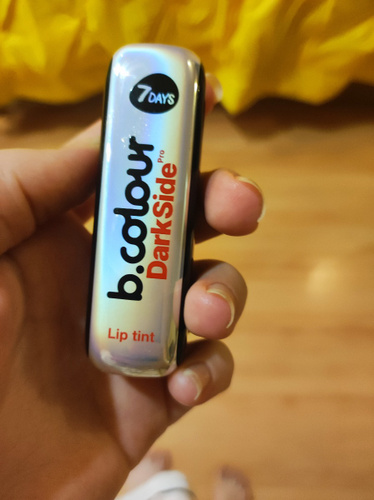 7DAYS
b.colour
DarkSide Pro
Lip tint